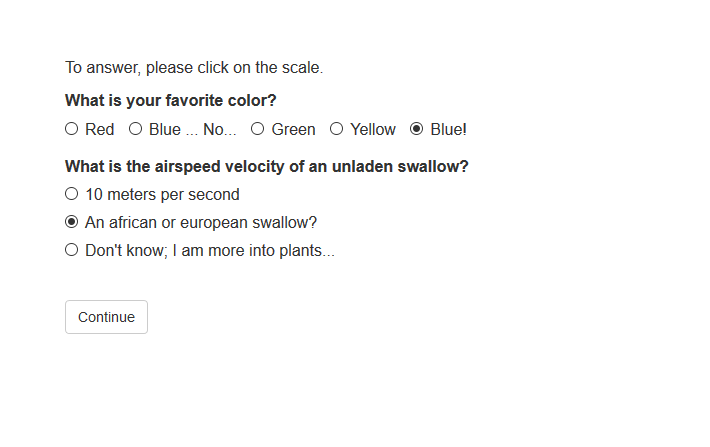 To answer, please click on the scale.
What is your favorite color?
Red Blue ... No... Green Yellow Blue!
What is the airspeed velocity of an unladen swallow?
10 meters per second
An african or european swallow?
Don't know; I am more into plants...
Continue